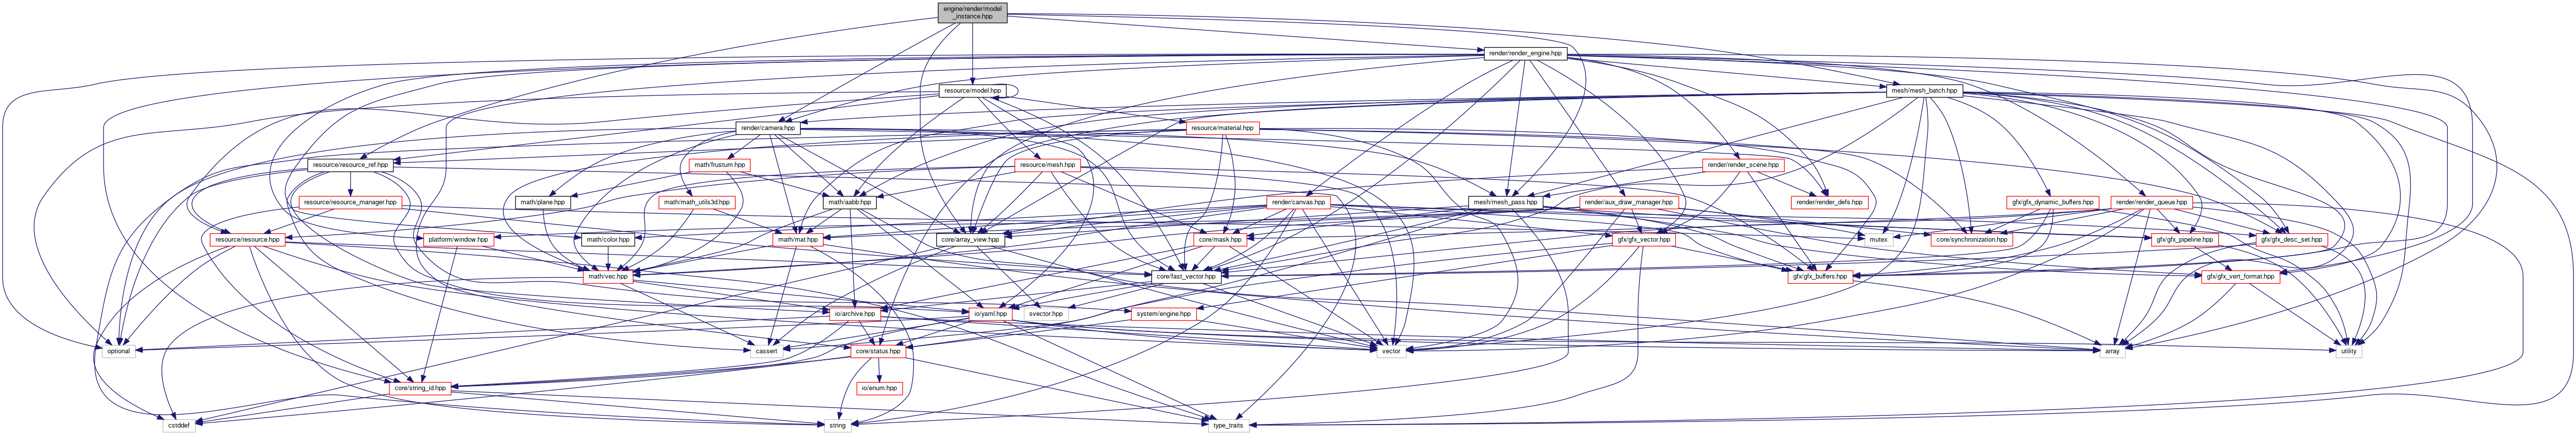 engine/render/model
_instance.hpp
render/render_engine.hpp
resource/model.hpp
mesh/mesh_batch.hpp
render/camera.hpp
resource/material.hpp
resource/resource_ref.hpp
math/frustum.hpp
resource/mesh.hpp
render/render_scene.hpp
resource/resource_manager.hpp
math/plane.hpp
math/math_utils3d.hpp
math/aabb.hpp
render/canvas.hpp
mesh/mesh_pass.hpp
render/aux_draw_manager.hpp
render/render_defs.hpp
gfx/gfx_dynamic_buffers.hpp
render/render_queue.hpp
resource/resource.hpp
platform/window.hpp
math/color.hpp
math/mat.hpp
core/array_view.hpp
core/mask.hpp
gfx/gfx_vector.hpp
mutex
core/synchronization.hpp
gfx/gfx_pipeline.hpp
gfx/gfx_desc_set.hpp
math/vec.hpp
core/fast_vector.hpp
gfx/gfx_buffers.hpp
gfx/gfx_vert_format.hpp
io/archive.hpp
io/yaml.hpp
svector.hpp
system/engine.hpp
optional
cassert
core/status.hpp
vector
array
utility
core/string_id.hpp
io/enum.hpp
cstddef
string
type_traits